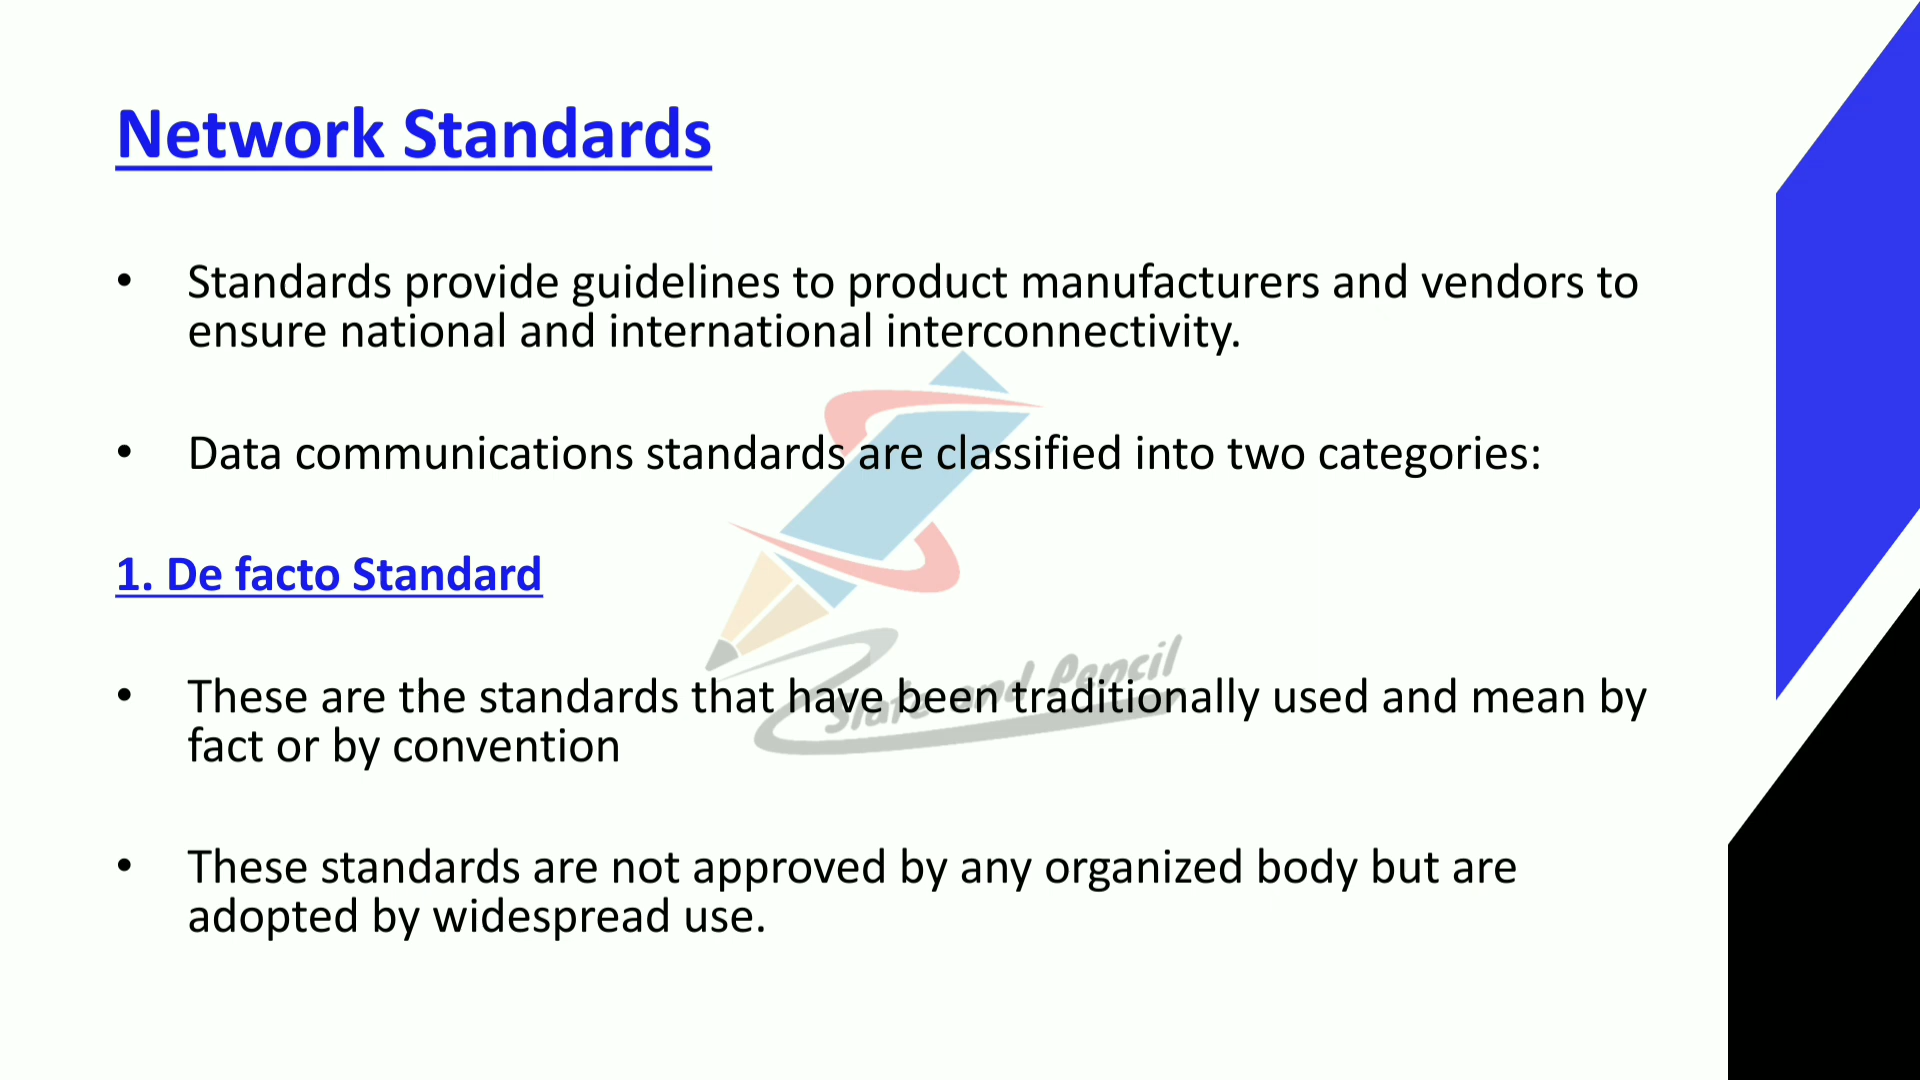 Network Standards
• Standards provide guidelines to product manufacturers and vendors to
ensure national and international interconnectivity.
• Data communications standards are classified into two categories:
1. De facto Standard
• These are the standards that have been traditionally used and mean by
fact or by convention
• These standards are not approved by any organized body but are
adopted by widespread use.
Slate and Pencil